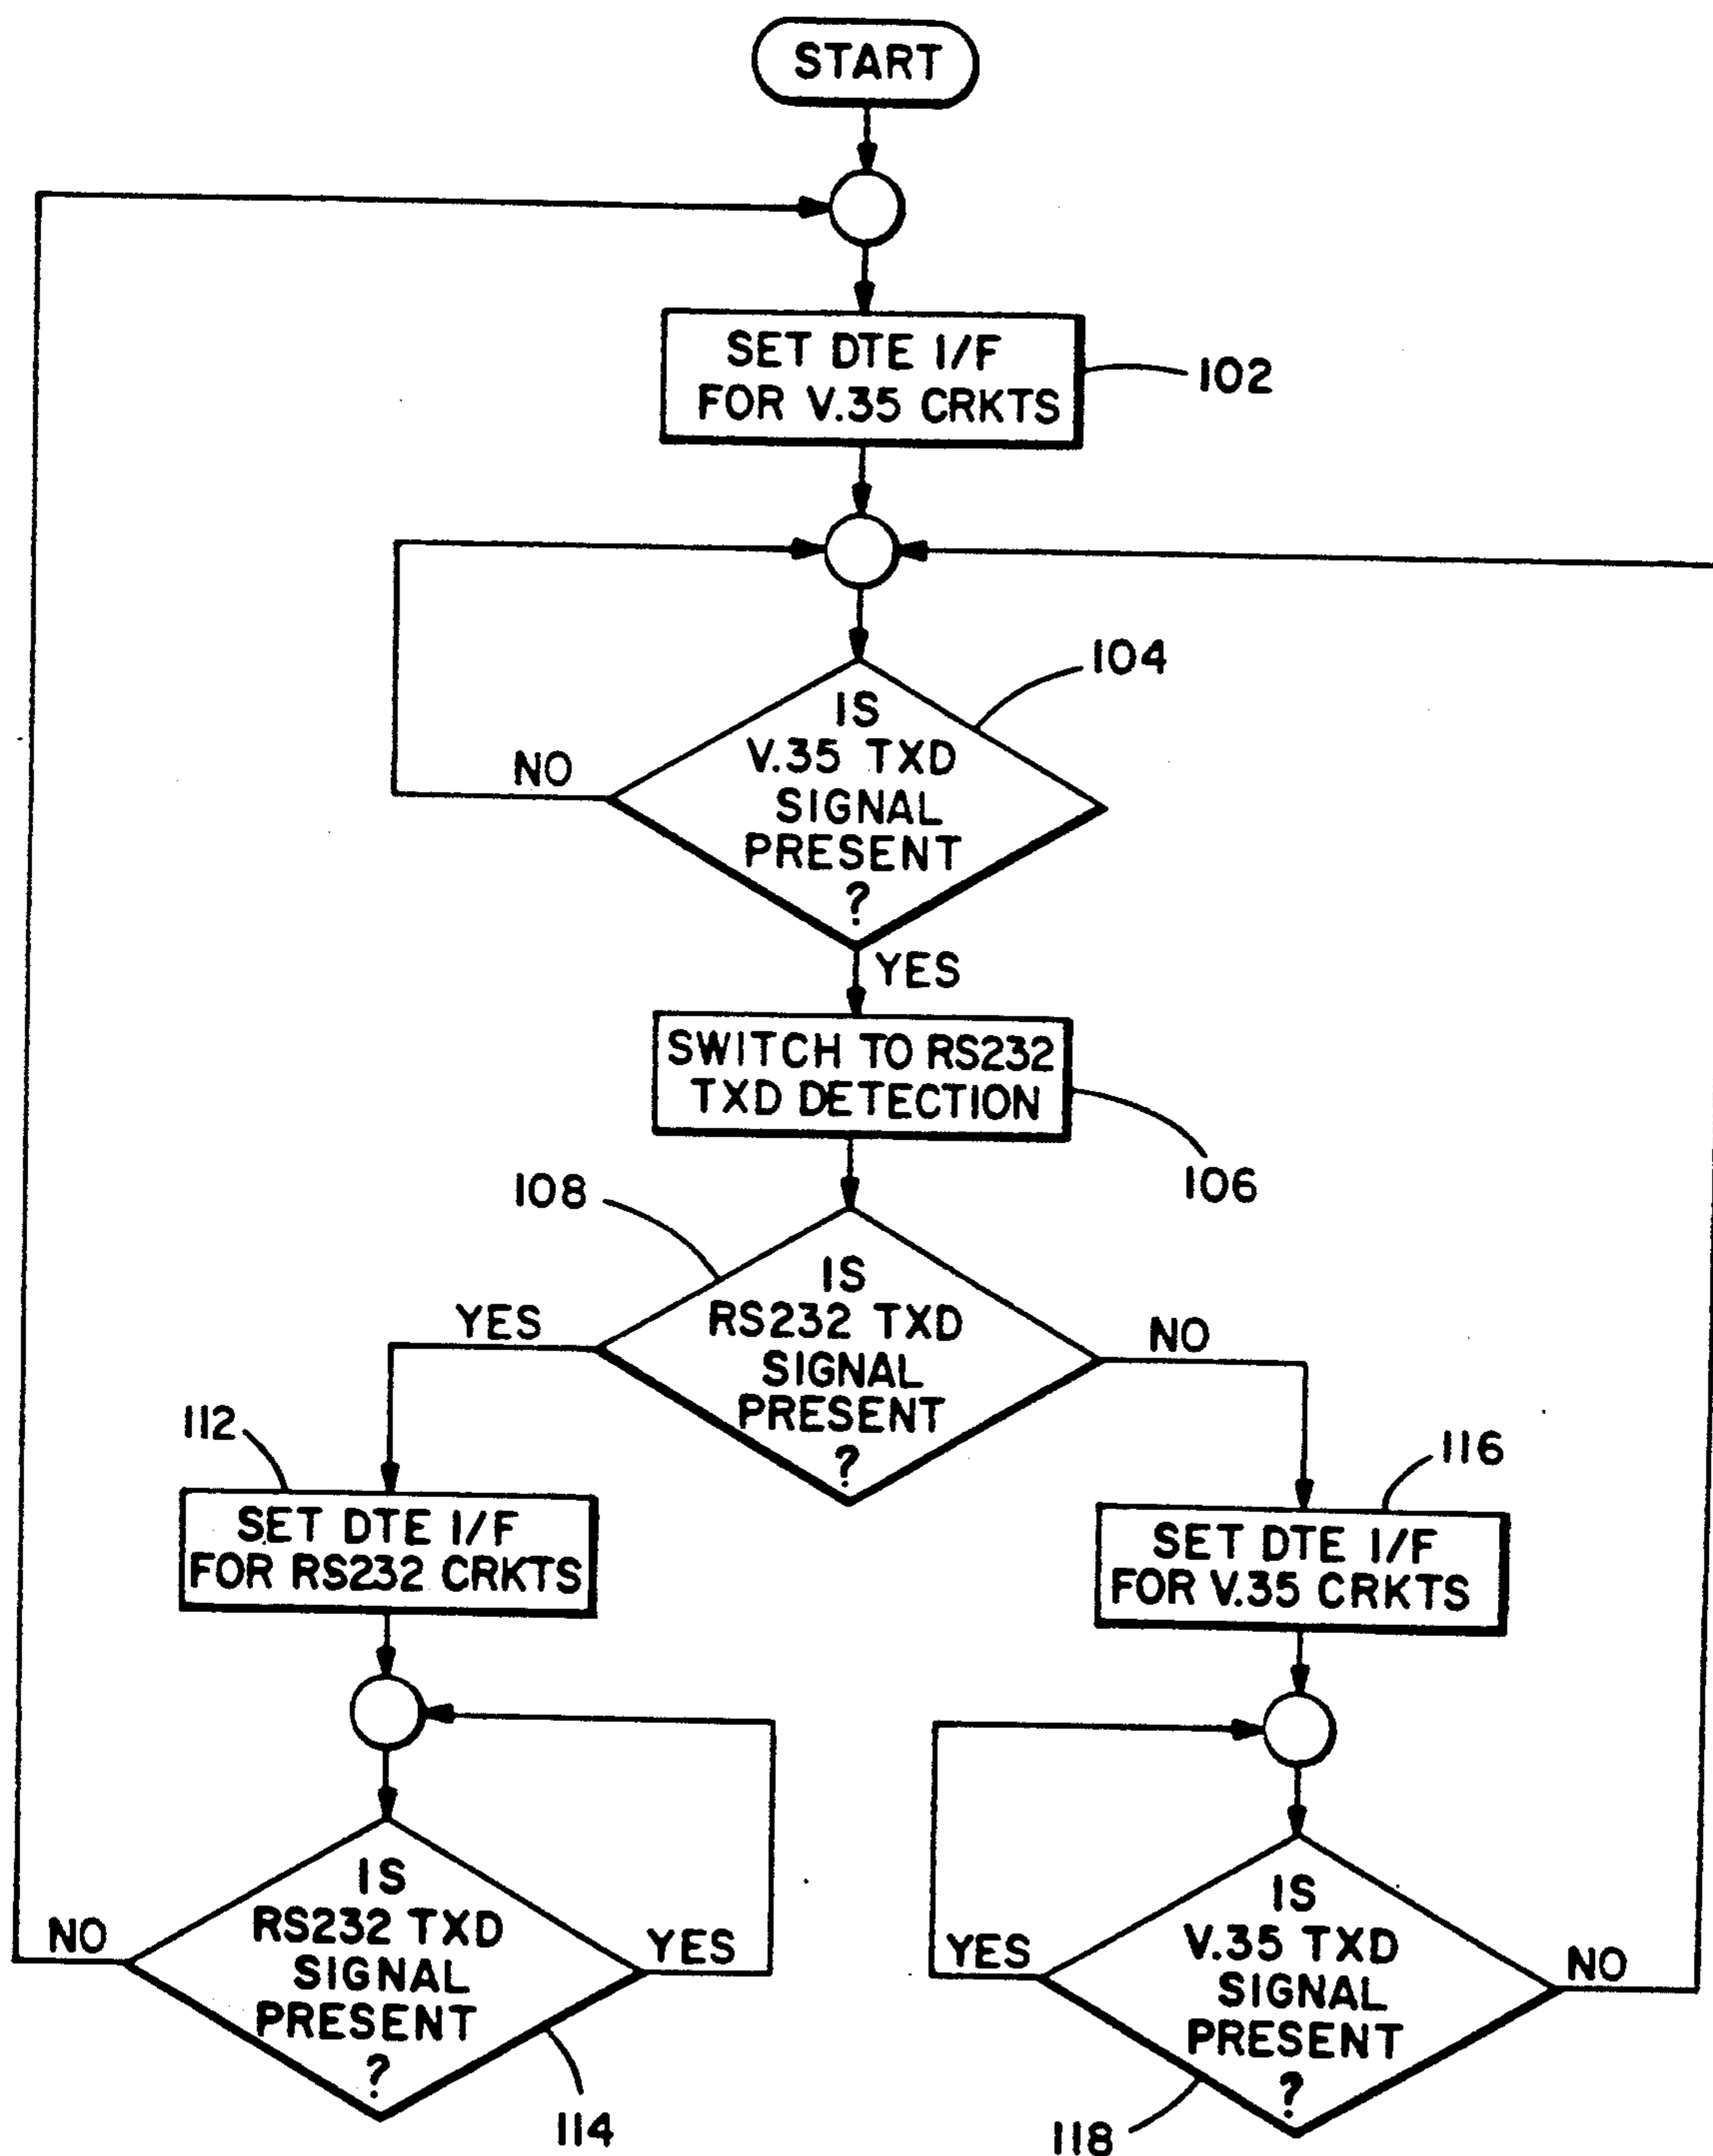 START
SET DTE I/F
FOR V.35 CRKTS
102
104
IS
V.35 TXD
SIGNAL
PRESENT
?
NO
YES
SWITCH TO RS232
TXD DETECTION
106
108
IS
RS232 TXD
SIGNAL
PRESENT
?
YES
NO
112
SET DTE I/F
FOR RS232 CRKTS
116
SET DTE I/F
FOR V.35 CRKTS
IS
RS232 TXD
SIGNAL
PRESENT
?
NO
YES
114
IS
V.35 TXD
SIGNAL
PRESENT
?
YES
NO
118